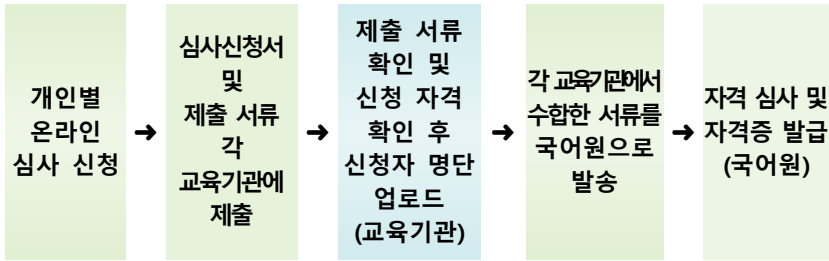 개인별
온라인
심사 신청
➜
심사신청서
및
제출 서류
각
교육기관에
제출
➜
제출 서류
확인 및
신청 자격
확인 후
신청자 명단
업로드
(교육기관)
➜
각 교육기관에서
수합한 서류를
국어원으로
발송
➜
자격 심사 및
자격증 발급
(국어원)